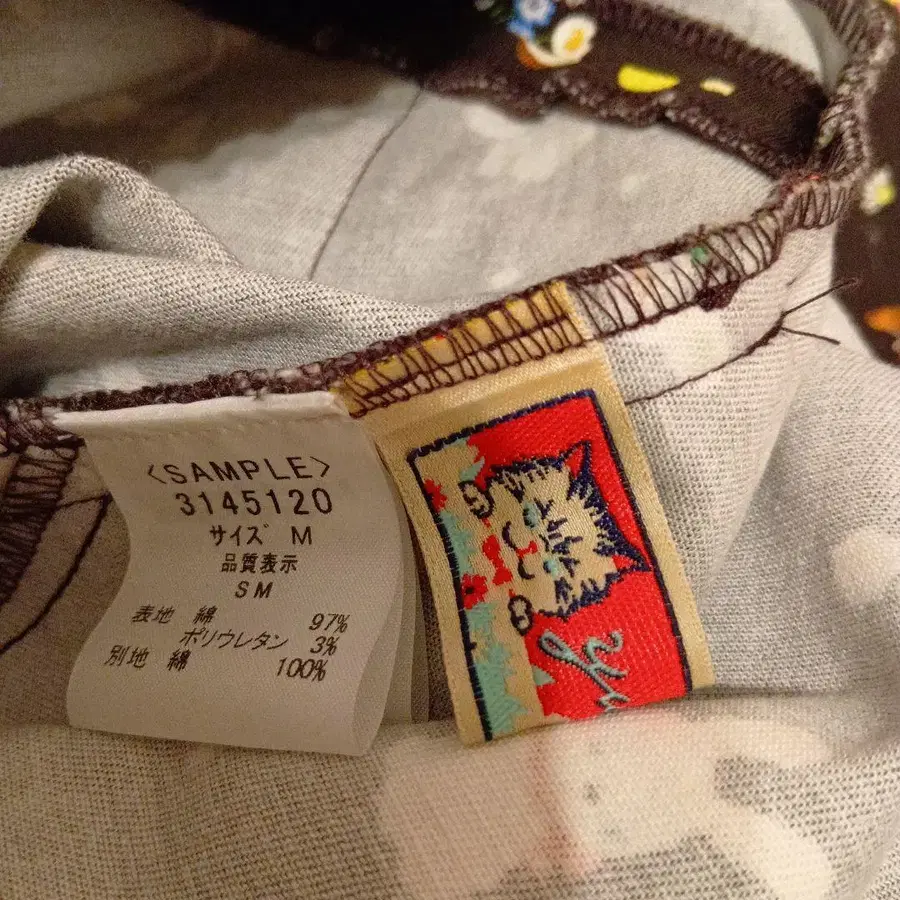 <SAMPLE>
3145120
サイズ M
品質表示
SM
表地 綿 97%
ポリウレタン 3%
別地 綿 100%